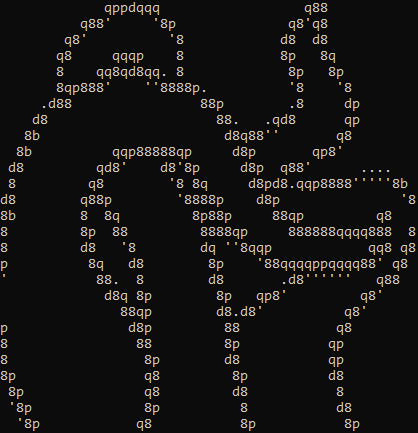 qppdqqq                  q88
          q88'     '8p              q8'q8
        q8'          '8            d8  d8
       q8     qqqp    8            8p   8q
       8    qq8qd8qq. 8             8p   8p
       8qp888'    ''8888p.          '8    '8
     .d88                88p        .8     dp
    d8                     88.   .qd8      qp
   8b                       d8q88''       q8
  8b          qqp88888qp     d8p       qp8'
 d8         qd8'    d8'8p     d8p  q88'      ....
 8         q8        '8 8q     d8pd8.qqp8888'''''8b
d8        q88p        '8888p    d8p               '8
8b        8  8q         8p88p     88qp         q8
8         8p  88         8888qp     888888qqqq888  8
8         d8   '8        dq ''8qqp            qq8 q8
p          8q   d8        8p    '88qqqqppqqqq88' q8
'           88.  8        d8       .d8''''''   q88
             d8q 8p        8p   qp8'         q8'
               88qp        d8.d8'          q8'
p               d8p         88            q8
8                88         8p           qp
8                 8p       d8            qp
8p                q8         8p          d8
 8p               q8         d8          8
 '8p              8p          8           d8
  '8p            q8           8p           8p